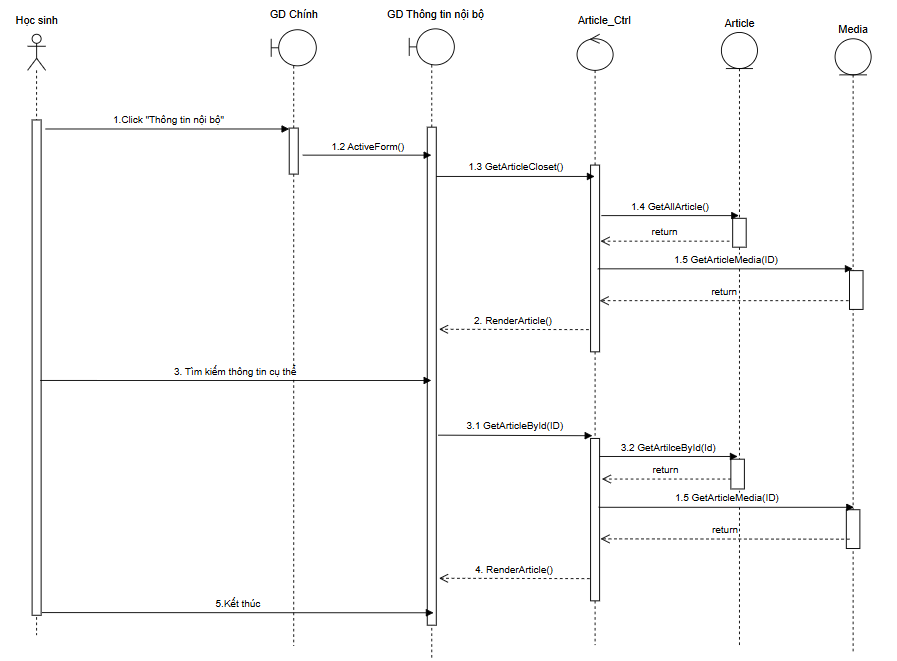 Học sinh
GD Chính
GD Thông tin nội bộ
Article_Ctrl
Article
Media
1.Click "Thông tin nội bộ"
1.2 ActiveForm()
1.3 GetArticleCloset()
1.4 GetAllArticle()
return
1.5 GetArticleMedia(ID)
return
2. RenderArticle()
3. Tìm kiếm thông tin cụ thể
3.1 GetArticleById(ID)
3.2 GetArtilceById(Id)
return
1.5 GetArticleMedia(ID)
return
4. RenderArticle()
5.Kết thúc